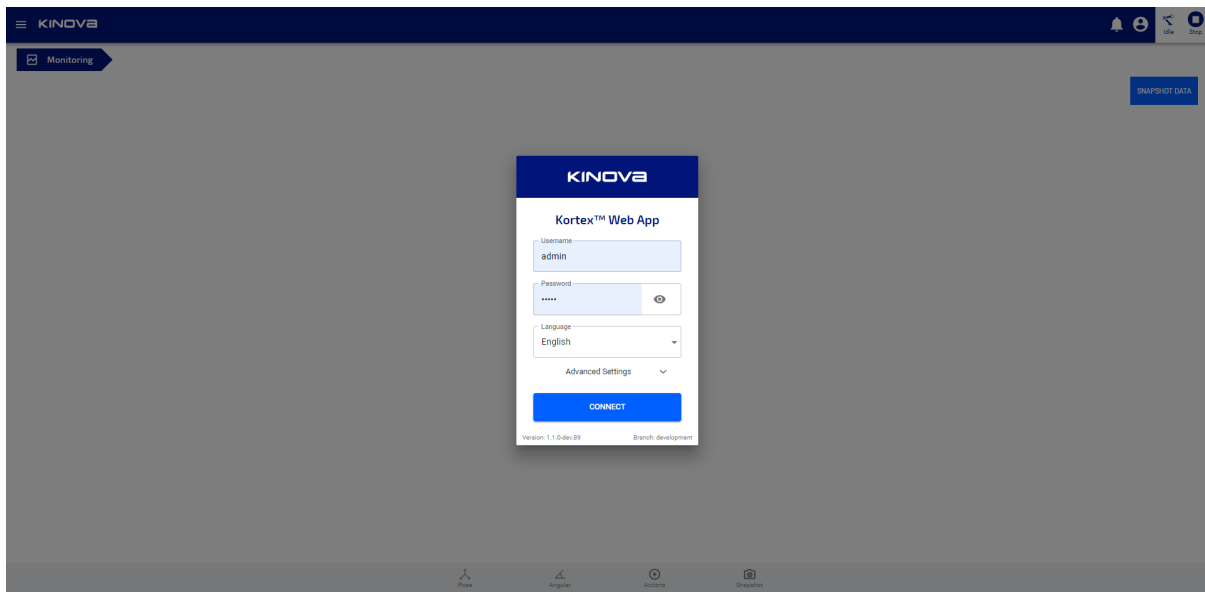 KINOVA
Idle
Stop
Monitoring
SNAPSHOT DATA
KINOVA
Kortex™ Web App
Username
admin
Password
•••••
Language
English
Advanced Settings
CONNECT
Version: 1.1.0-dev.89 Branch: development
Pose Angular Actions Snapshot